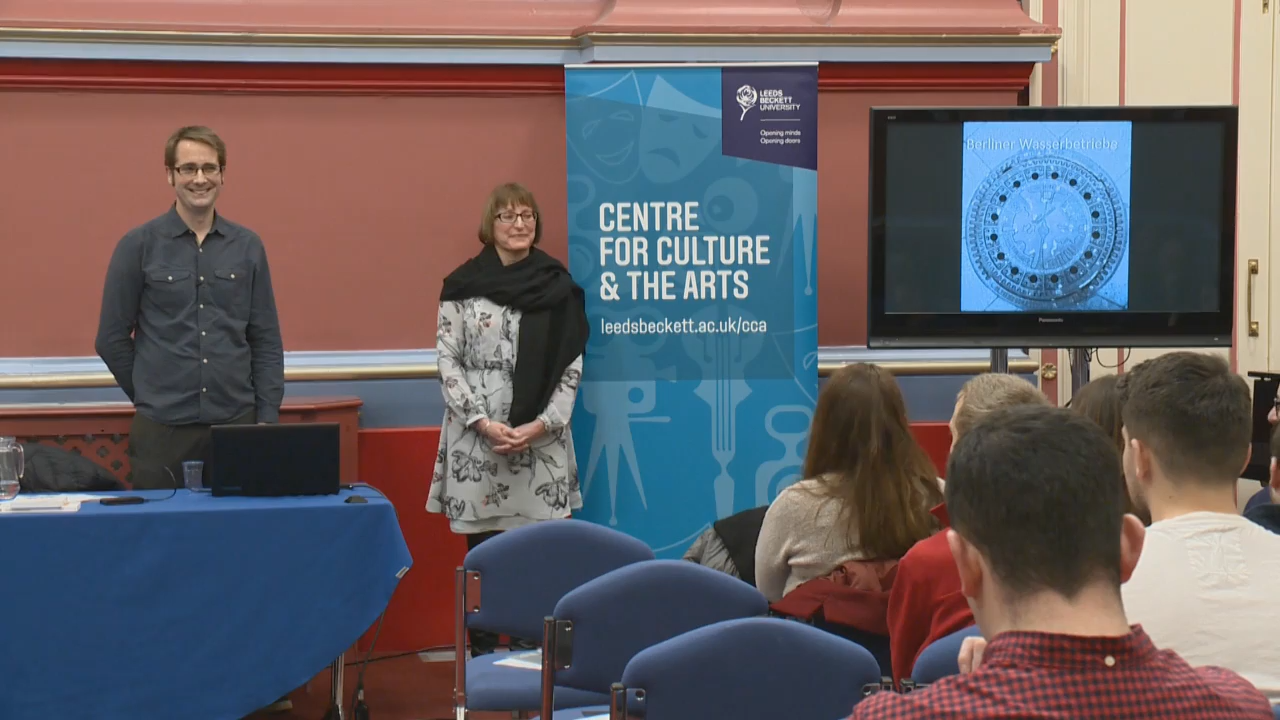 LEEDS
BECKETT
UNIVERSITY
Opening minds
Opening doors
CENTRE
FOR CULTURE
& THE ARTS
leedsbeckett.ac.uk/cca
Berliner Wasserbetriebe
Panasonic